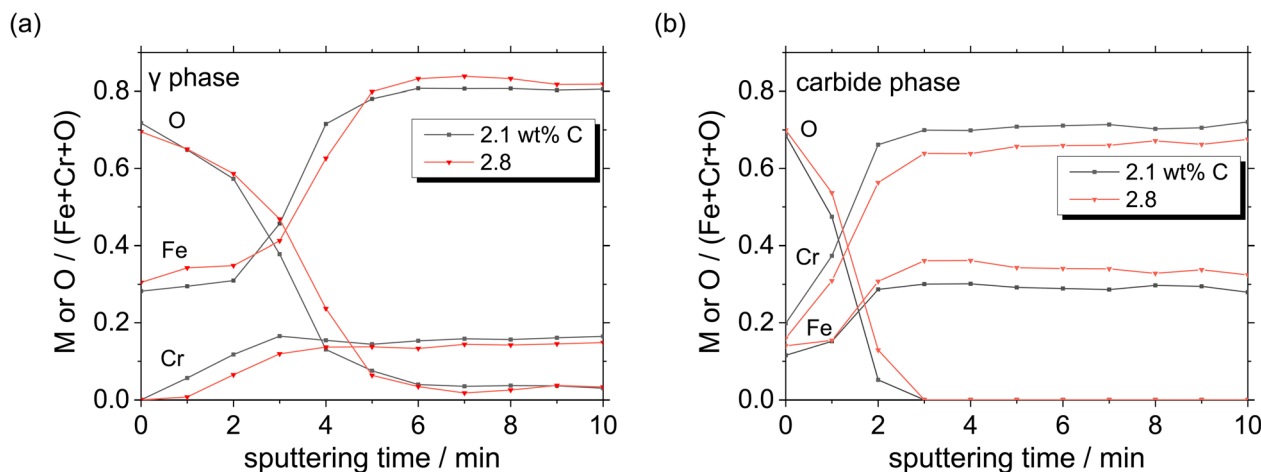 (a)
γ phase
O
Fe
Cr
2.1 wt% C
2.8
M or O / (Fe+Cr+O)
0.8
0.6
0.4
0.2
0.0
0 2 4 6 8 10
sputtering time / min
(b)
carbide phase
O
Cr
Fe
2.1 wt% C
2.8
M or O / (Fe+Cr+O)
0.8
0.6
0.4
0.2
0.0
0 2 4 6 8 10
sputtering time / min